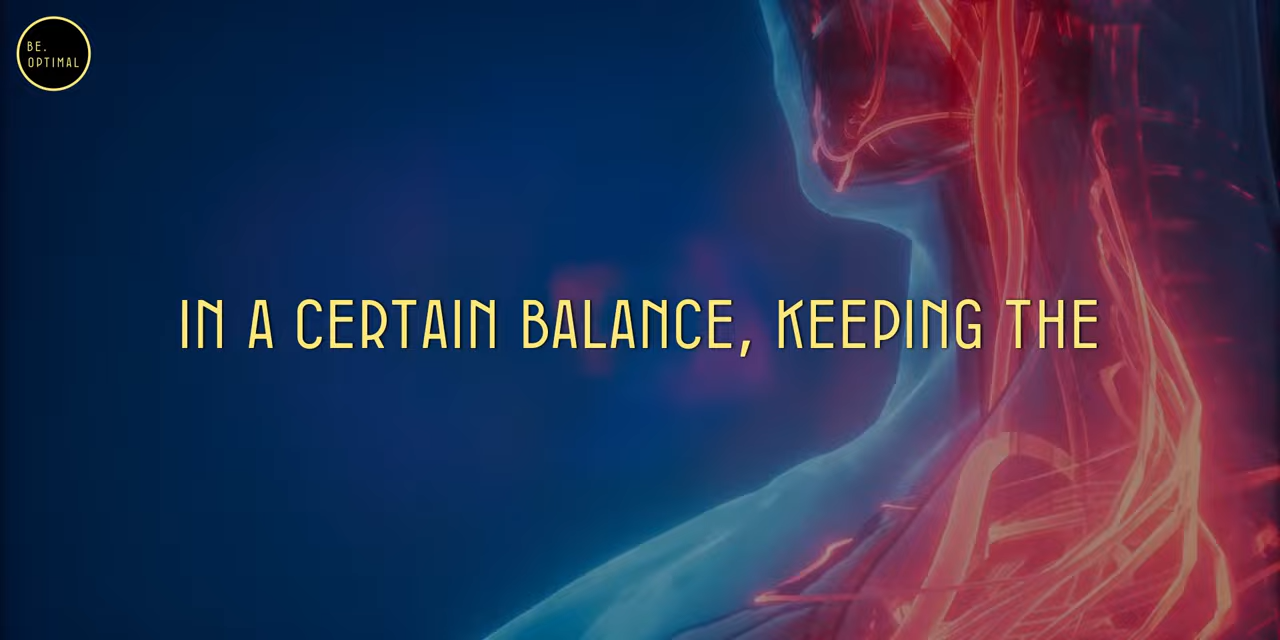 BE.
OPTIMAL
IN A CERTAIN BALANCE, KEEPING THE